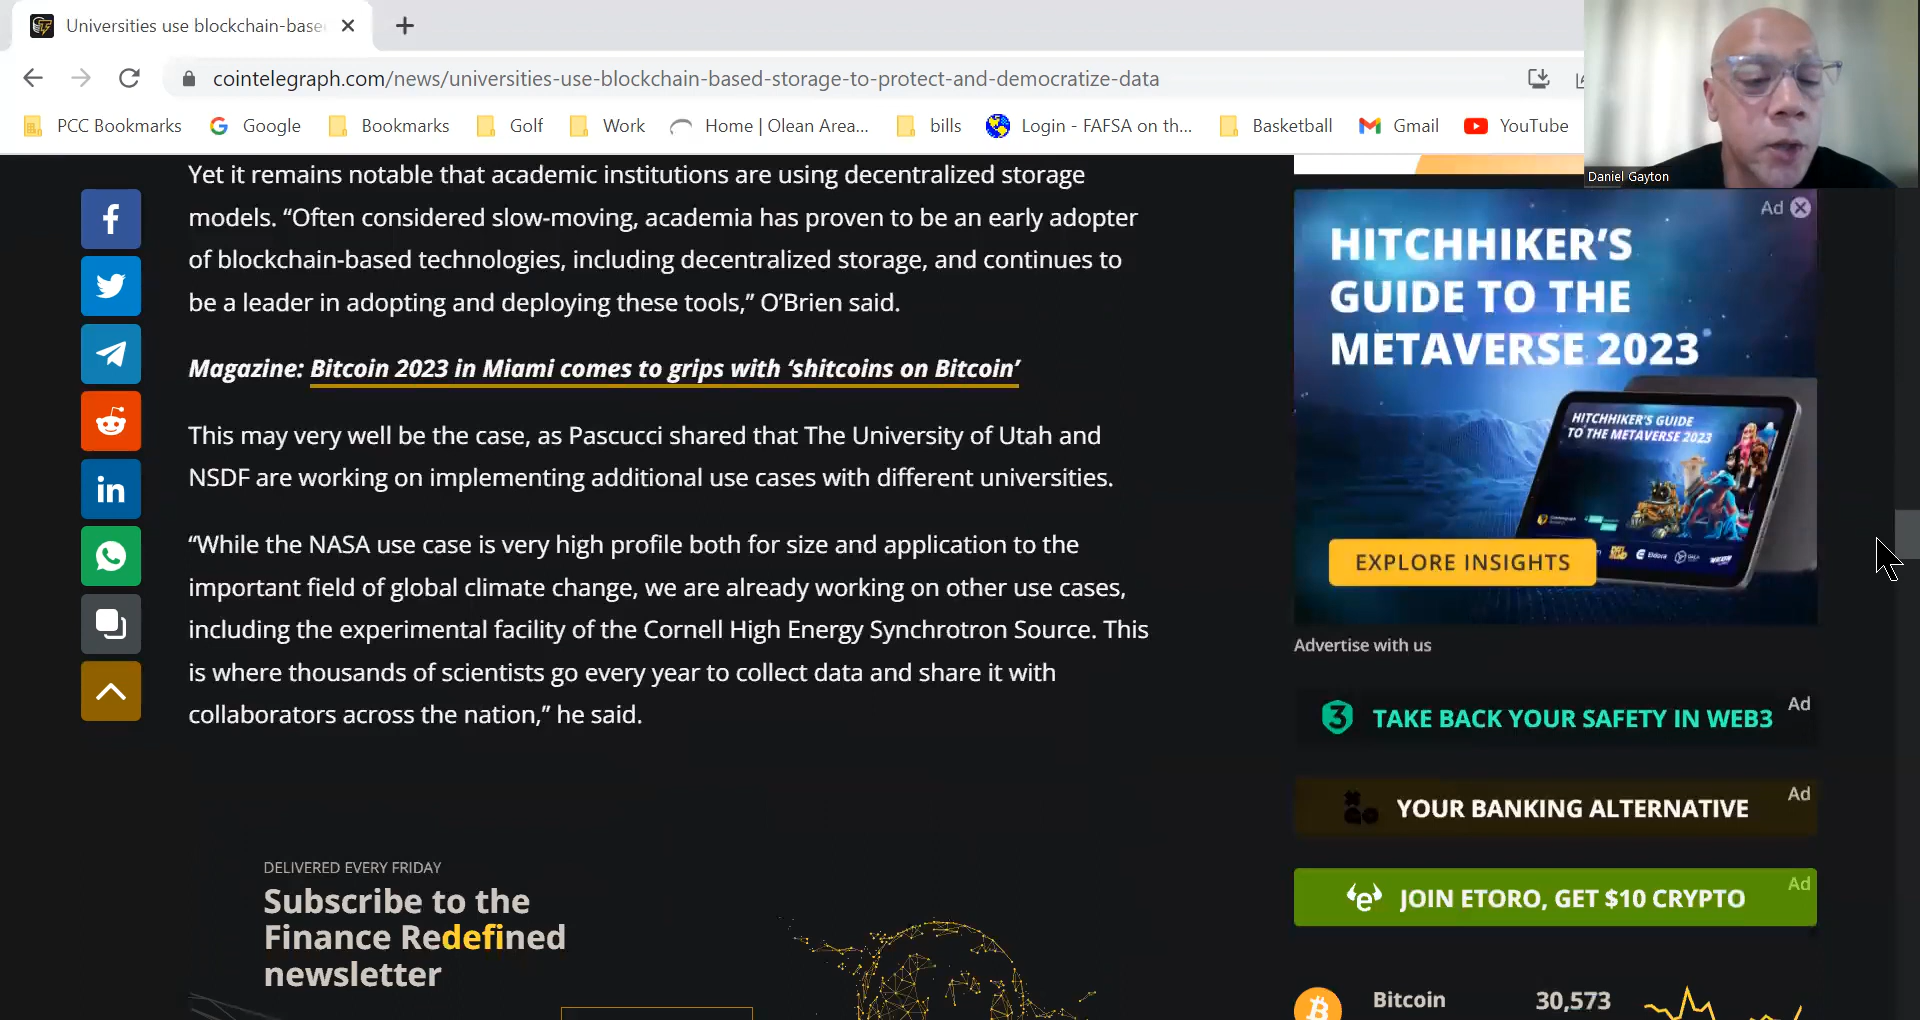 Universities use blockchain-base
cointelegraph.com/news/universities-use-blockchain-based-storage-to-protect-and-democratize-data
PCC Bookmarks
Google
Bookmarks
Golf
Work
Home | Olean Area...
bills
Login - FAFSA on th...
Basketball
Gmail
YouTube
Daniel Gayton
Yet it remains notable that academic institutions are using decentralized storage
models. “Often considered slow-moving, academia has proven to be an early adopter
of blockchain-based technologies, including decentralized storage, and continues to
be a leader in adopting and deploying these tools,” O’Brien said.
Magazine: Bitcoin 2023 in Miami comes to grips with ‘shitcoins on Bitcoin’
This may very well be the case, as Pascucci shared that The University of Utah and
NSDF are working on implementing additional use cases with different universities.
“While the NASA use case is very high profile both for size and application to the
important field of global climate change, we are already working on other use cases,
including the experimental facility of the Cornell High Energy Synchrotron Source. This
is where thousands of scientists go every year to collect data and share it with
collaborators across the nation,” he said.
DELIVERED EVERY FRIDAY
Subscribe to the
Finance Redefined
newsletter
Ad
HITCHHIKER’S
GUIDE TO THE
METAVERSE 2023
HITCHHIKER’S GUIDE
TO THE METAVERSE 2023
EXPLORE INSIGHTS
Advertise with us
TAKE BACK YOUR SAFETY IN WEB3
Ad
YOUR BANKING ALTERNATIVE
Ad
JOIN ETORO, GET $10 CRYPTO
Ad
Bitcoin
30,573